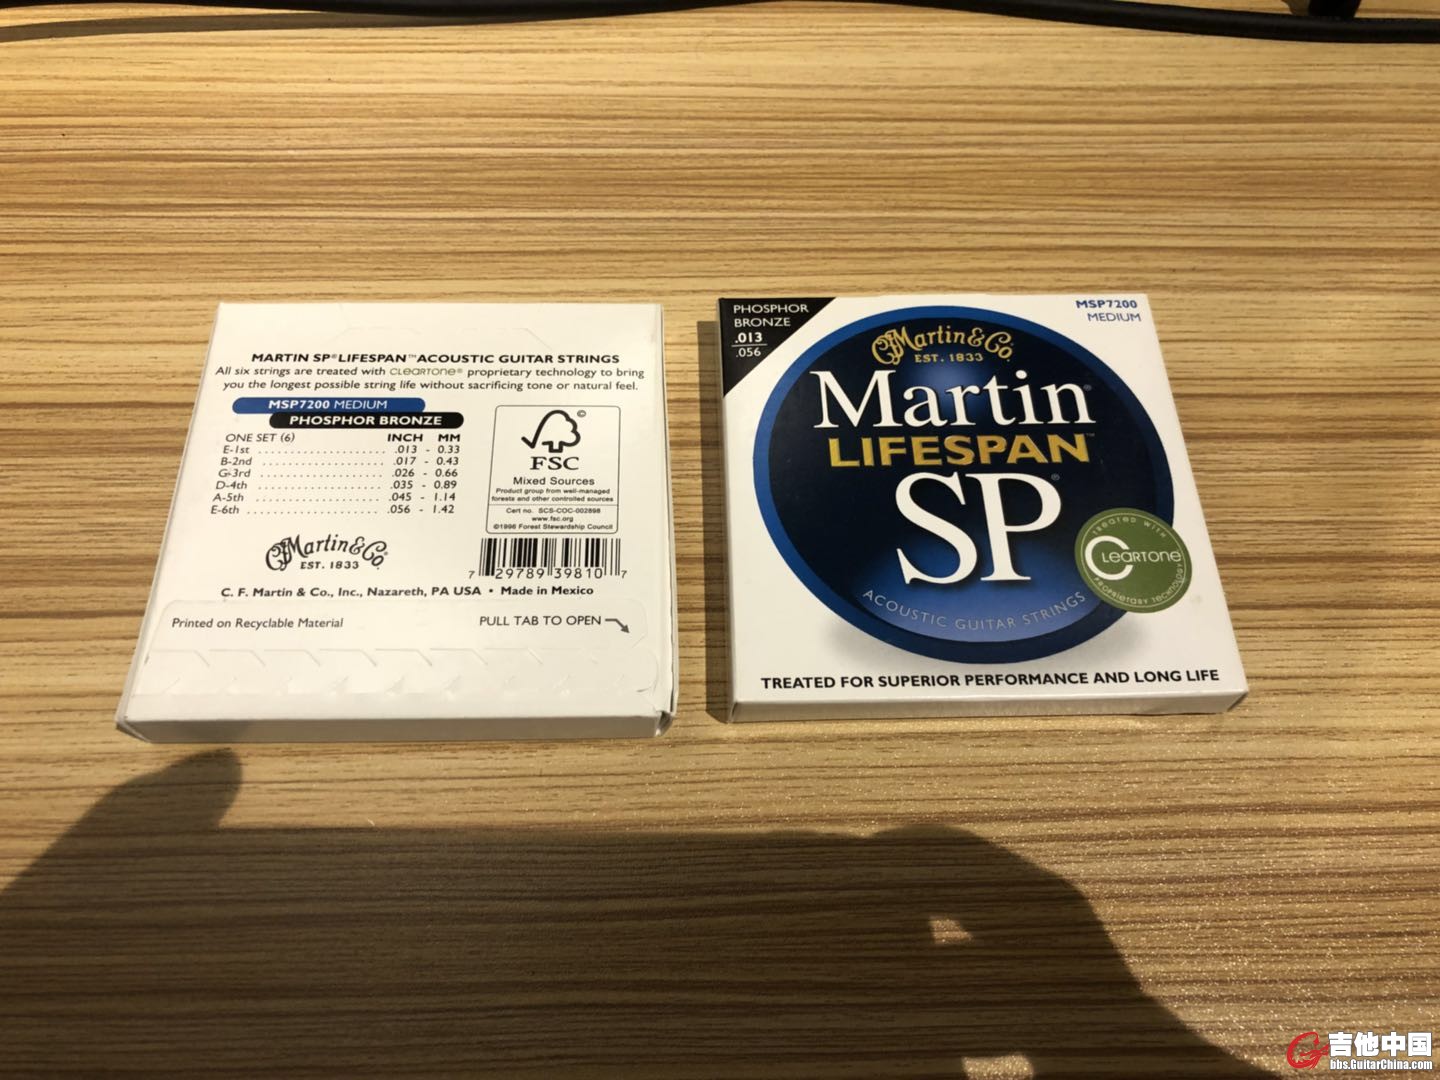 MARTIN SP® LIFESPAN™ ACOUSTIC GUITAR STRINGS
All six strings are treated with CLEARTONE® proprietary technology to bring
you the longest possible string life without sacrificing tone or natural feel.
MSP7200 MEDIUM
PHOSPHOR BRONZE
ONE SET (6) INCH MM
E-1st .013 - 0.33
B-2nd .017 - 0.43
G-3rd .026 - 0.66
D-4th .035 - 0.89
A-5th .045 - 1.14
E-6th .056 - 1.42
©
FSC
Mixed Sources
Product group from well-managed
forests and other controlled sources
Cert no. SCS-COC-002898
www.fsc.org
©1996 Forest Stewardship Council
CF Martin & Co.
EST. 1833
7 29789 39810 7
C. F. Martin & Co., Inc., Nazareth, PA USA • Made in Mexico
Printed on Recyclable Material
PULL TAB TO OPEN
PHOSPHOR
BRONZE
.013
.056
MSP7200
MEDIUM
CF Martin & Co.
EST. 1833
Martin®
LIFESPAN™
SP®
ACOUSTIC GUITAR STRINGS
treated with
CLEARTONE
PROPRIETARY TECHNOLOGY
TREATED FOR SUPERIOR PERFORMANCE AND LONG LIFE
吉他中国
bbs.GuitarChina.com